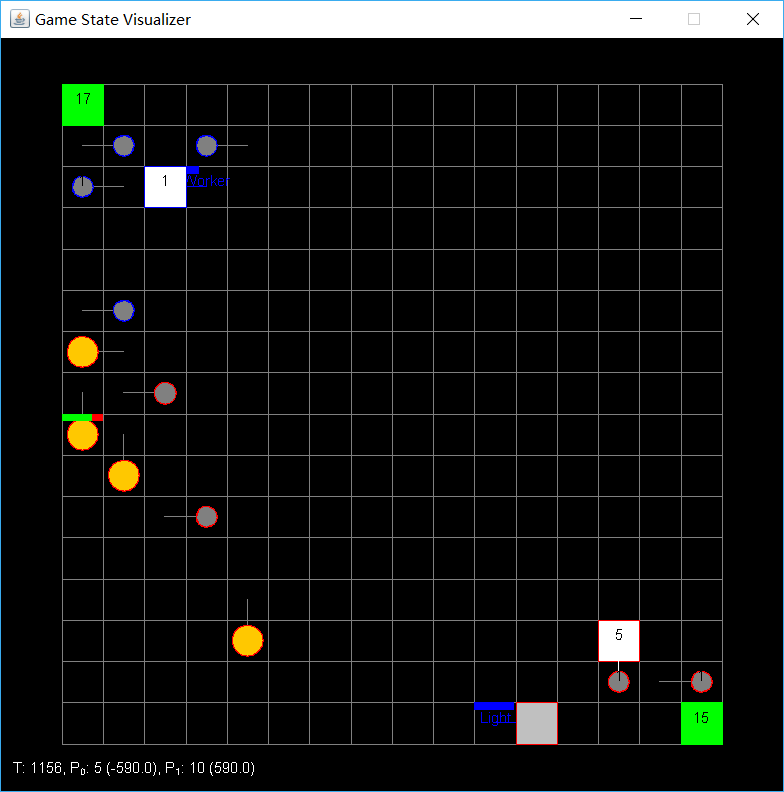 Game State Visualizer
17
1
Worker
5
15
Light
T: 1156, P₀: 5 (-590.0), P₁: 10 (590.0)